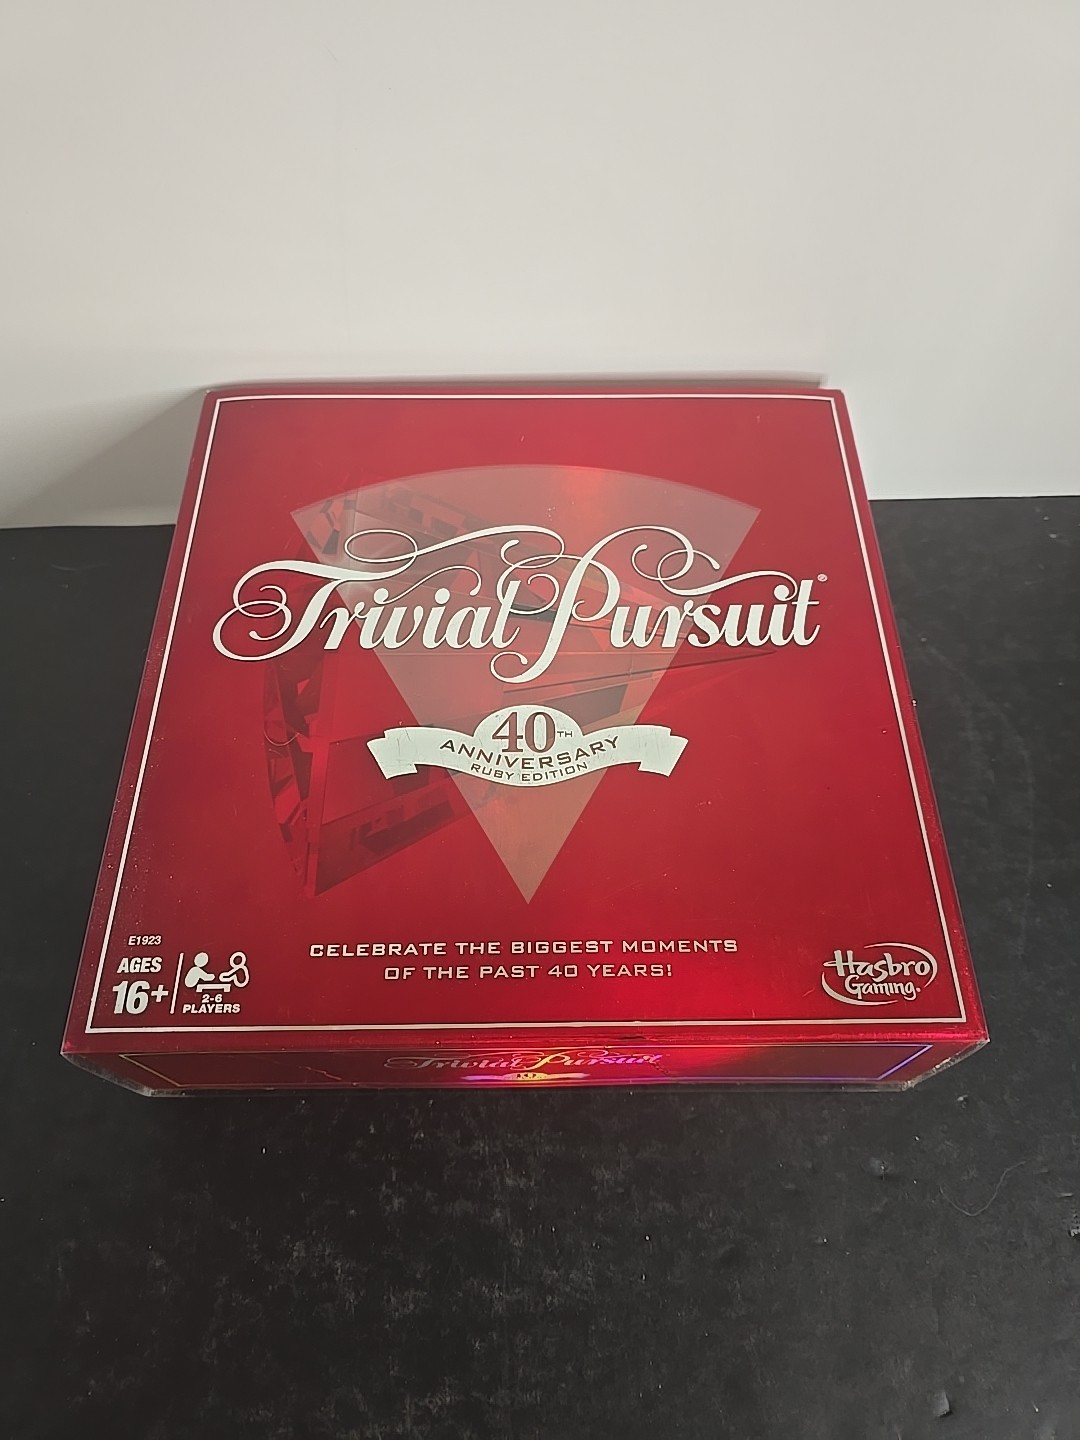 Trivial Pursuit®
40TH
ANNIVERSARY
RUBY EDITION
E1923
AGES
16+
2-6
PLAYERS
CELEBRATE THE BIGGEST MOMENTS
OF THE PAST 40 YEARS!
Hasbro
Gaming.
Trivial Pursuit